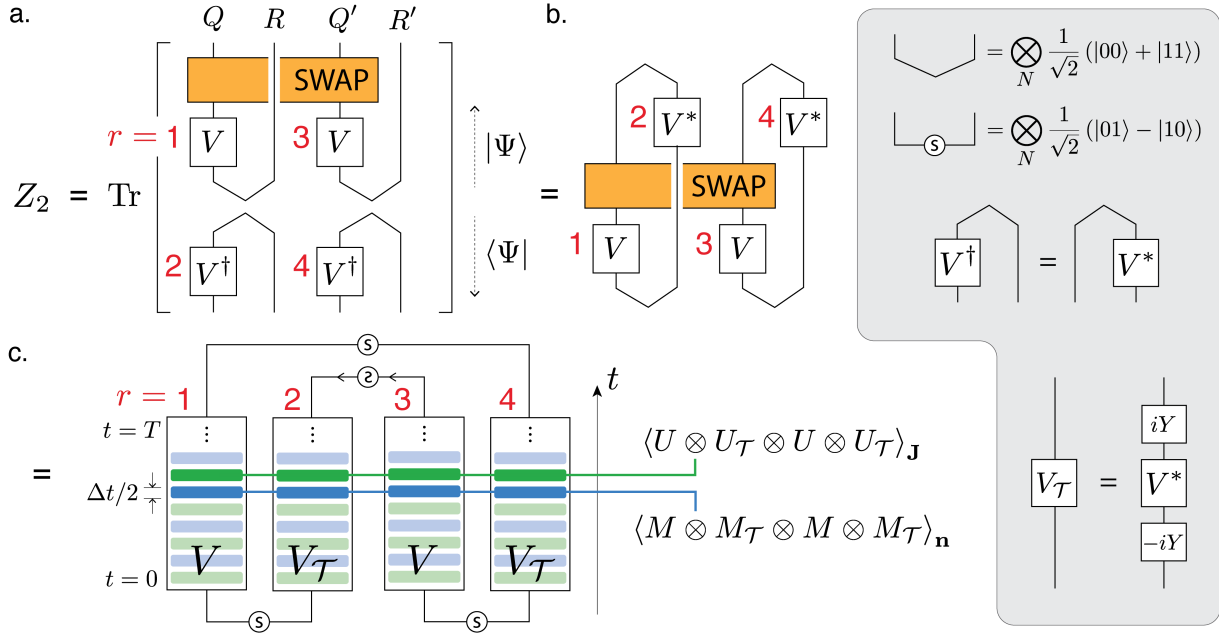 a.
Q R Q′ R′
SWAP
r = 1 V 3 V
|Ψ⟩
Z₂ = Tr
⟨Ψ|
2 V† 4 V†
b.
2 V* 4 V*
=
SWAP
1 V 3 V
= ⨂_N 1/√2 (|00⟩ + |11⟩)
S = ⨂_N 1/√2 (|01⟩ − |10⟩)
V† = V*
c.
S
S
r = 1 2 3 4
t
t = T ⋮ ⋮ ⋮ ⋮
=
⟨U ⊗ U_𝒯 ⊗ U ⊗ U_𝒯⟩_J
Δt/2
⟨M ⊗ M_𝒯 ⊗ M ⊗ M_𝒯⟩_n
V V_𝒯 V V_𝒯
t = 0
S S
iY
V_𝒯 = V*
−iY